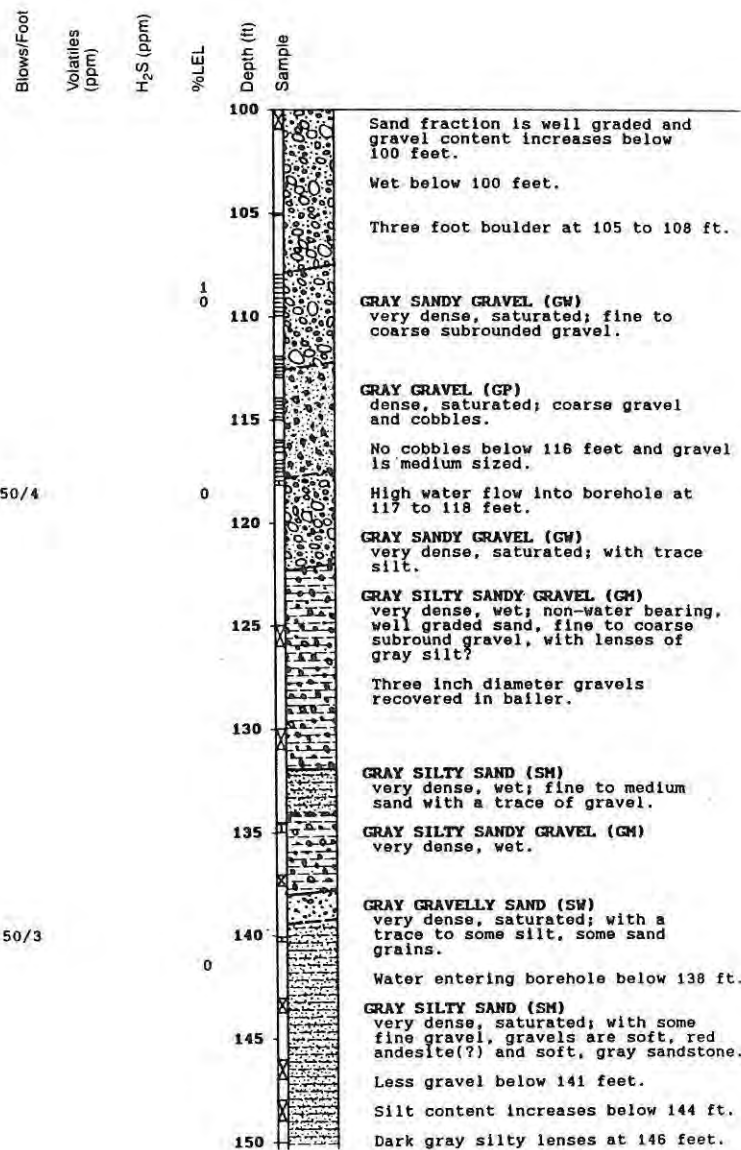 Blows/Foot
Volatiles (ppm)
H2S (ppm)
%LEL
Depth (ft)
Sample
100
Sand fraction is well graded and
gravel content increases below
100 feet.
Wet below 100 feet.
105
Three foot boulder at 105 to 108 ft.
1
0
GRAY SANDY GRAVEL (GW)
110
very dense, saturated; fine to
coarse subrounded gravel.
GRAY GRAVEL (GP)
dense, saturated; coarse gravel
115
and cobbles.
No cobbles below 116 feet and gravel
is medium sized.
50/4
0
High water flow into borehole at
117 to 118 feet.
120
GRAY SANDY GRAVEL (GW)
very dense, saturated; with trace
silt.
GRAY SILTY SANDY GRAVEL (GM)
very dense, wet; non-water bearing,
125
well graded sand, fine to coarse
subround gravel, with lenses of
gray silt?
Three inch diameter gravels
recovered in bailer.
130
GRAY SILTY SAND (SM)
very dense, wet; fine to medium
sand with a trace of gravel.
135
GRAY SILTY SANDY GRAVEL (GM)
very dense, wet.
GRAY GRAVELLY SAND (SW)
very dense, saturated; with a
50/3
140
trace to some silt, some sand
grains.
0
Water entering borehole below 138 ft.
GRAY SILTY SAND (SM)
very dense, saturated; with some
145
fine gravel, gravels are soft, red
andesite(?) and soft, gray sandstone.
Less gravel below 141 feet.
Silt content increases below 144 ft.
150
Dark gray silty lenses at 146 feet.